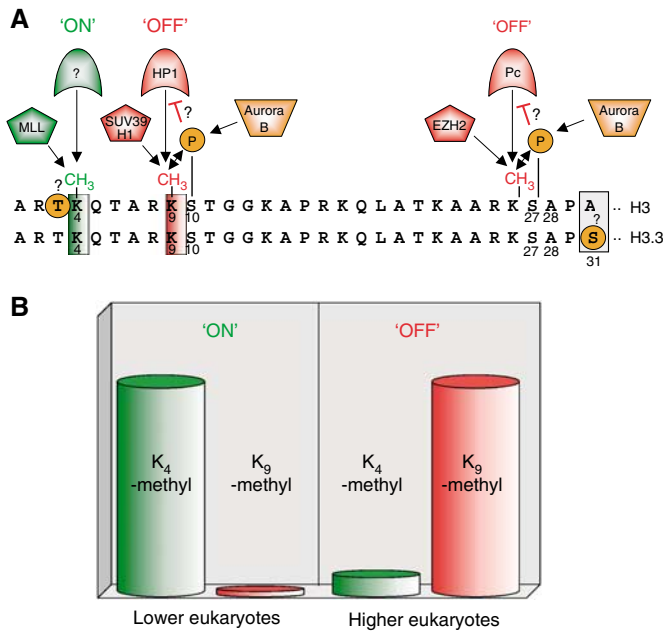 A
'ON' 'OFF' 'OFF'
? HP1 Pc
MLL SUV39 H1 ? P Aurora B EZH2 ? P Aurora B
? CH3 CH3 CH3
A R T K Q T A R K S T G G K A P R K Q L A T K A A R K S A P A ·· H3
4 9 10 27 28 ?
A R T K Q T A R K S T G G K A P R K Q L A T K A A R K S A P S ·· H3.3
4 9 10 27 28 31
B
'ON' 'OFF'
K4 K9 K4 K9
-methyl -methyl -methyl -methyl
Lower eukaryotes Higher eukaryotes